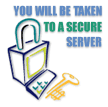 YOU WILL BE TAKEN
TO A SECURE
SERVER